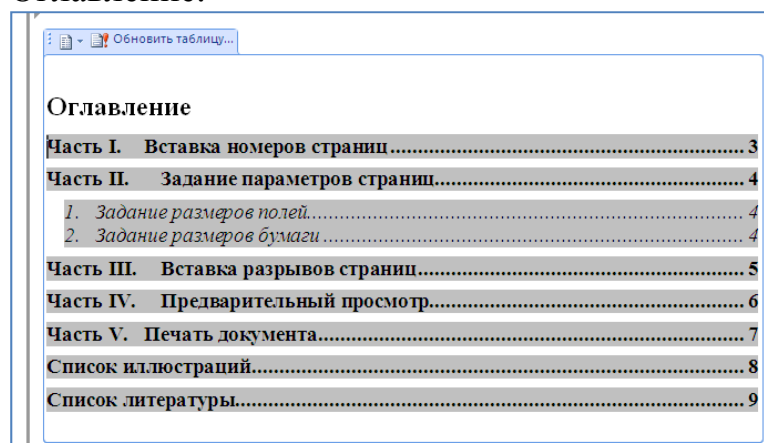 Обновить таблицу...
Оглавление
Часть I. Вставка номеров страниц 3
Часть II. Задание параметров страниц 4
1. Задание размеров полей 4
2. Задание размеров бумаги 4
Часть III. Вставка разрывов страниц 5
Часть IV. Предварительный просмотр 6
Часть V. Печать документа 7
Список иллюстраций 8
Список литературы 9